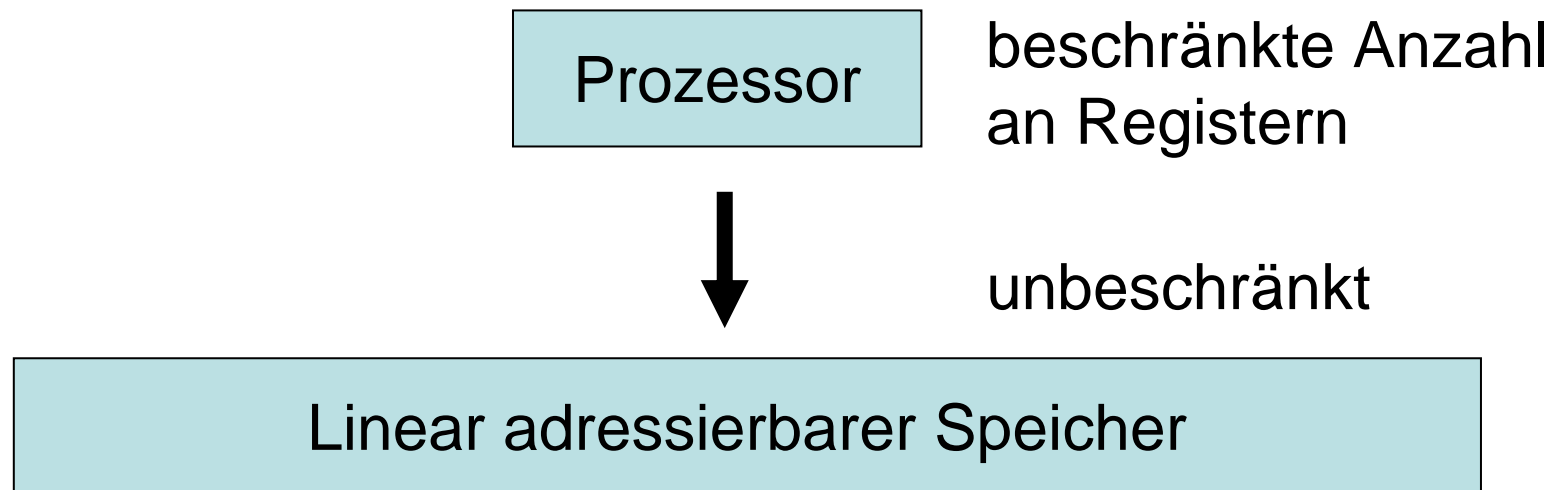 Prozessor
beschränkte Anzahl
an Registern
unbeschränkt
Linear adressierbarer Speicher